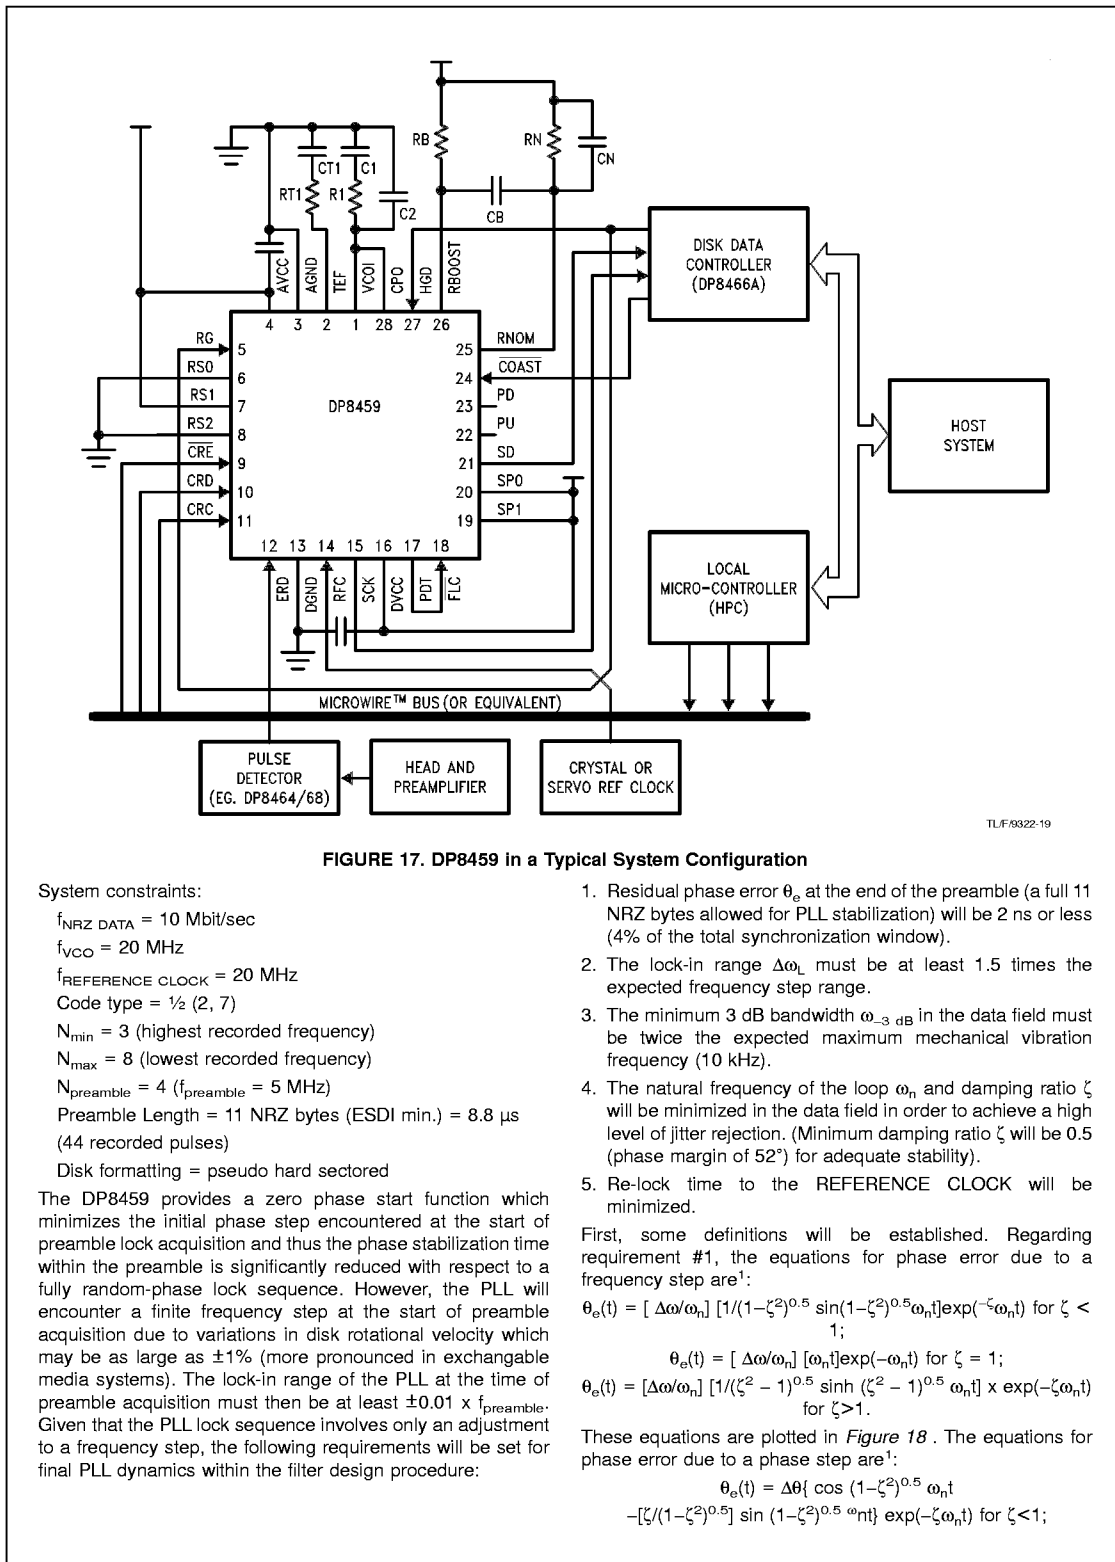 RB
RN
CN
CT1
C1
RT1
R1
C2
CB
AVCC
AGND
TEF
VCOI
CPO
HGD
RBOOST
4 3 2 1 28 27 26
RG 5
RS0 6
RS1 7
RS2 8
CRE 9
CRD 10
CRC 11
DP8459
25 RNOM
24 COAST
23 PD
22 PU
21 SD
20 SP0
19 SP1
12 13 14 15 16 17 18
ERD
DGND
RFC
SCK
DVCC
PDT
FLC
DISK DATA
CONTROLLER
(DP8466A)
HOST
SYSTEM
LOCAL
MICRO-CONTROLLER
(HPC)
MICROWIRE™ BUS (OR EQUIVALENT)
PULSE
DETECTOR
(EG. DP8464/68)
HEAD AND
PREAMPLIFIER
CRYSTAL OR
SERVO REF CLOCK
TL/F/9322-19
FIGURE 17. DP8459 in a Typical System Configuration
System constraints:
f_NRZ DATA = 10 Mbit/sec
f_VCO = 20 MHz
f_REFERENCE CLOCK = 20 MHz
Code type = ½ (2, 7)
N_min = 3 (highest recorded frequency)
N_max = 8 (lowest recorded frequency)
N_preamble = 4 (f_preamble = 5 MHz)
Preamble Length = 11 NRZ bytes (ESDI min.) = 8.8 μs
(44 recorded pulses)
Disk formatting = pseudo hard sectored
The DP8459 provides a zero phase start function which
minimizes the initial phase step encountered at the start of
preamble lock acquisition and thus the phase stabilization time
within the preamble is significantly reduced with respect to a
fully random-phase lock sequence. However, the PLL will
encounter a finite frequency step at the start of preamble
acquisition due to variations in disk rotational velocity which
may be as large as ±1% (more pronounced in exchangable
media systems). The lock-in range of the PLL at the time of
preamble acquisition must then be at least ±0.01 x f_preamble.
Given that the PLL lock sequence involves only an adjustment
to a frequency step, the following requirements will be set for
final PLL dynamics within the filter design procedure:
1. Residual phase error θ_e at the end of the preamble (a full 11
NRZ bytes allowed for PLL stabilization) will be 2 ns or less
(4% of the total synchronization window).
2. The lock-in range Δω_L must be at least 1.5 times the
expected frequency step range.
3. The minimum 3 dB bandwidth ω_–3 dB in the data field must
be twice the expected maximum mechanical vibration
frequency (10 kHz).
4. The natural frequency of the loop ω_n and damping ratio ζ
will be minimized in the data field in order to achieve a high
level of jitter rejection. (Minimum damping ratio ζ will be 0.5
(phase margin of 52°) for adequate stability).
5. Re-lock time to the REFERENCE CLOCK will be
minimized.
First, some definitions will be established. Regarding
requirement #1, the equations for phase error due to a
frequency step are¹:
θ_e(t) = [ Δω/ω_n] [1/(1–ζ²)^0.5 sin(1–ζ²)^0.5ω_nt]exp(^–ζω_nt) for ζ <
1;
θ_e(t) = [ Δω/ω_n] [ω_nt]exp(–ω_nt) for ζ = 1;
θ_e(t) = [Δω/ω_n] [1/(ζ² – 1)^0.5 sinh (ζ² – 1)^0.5 ω_nt] x exp(–ζω_nt)
for ζ>1.
These equations are plotted in Figure 18 . The equations for
phase error due to a phase step are¹:
θ_e(t) = Δθ{ cos (1–ζ²)^0.5 ω_nt
–[ζ/(1–ζ²)^0.5] sin (1–ζ²)^0.5 ^ωnt} exp(–ζω_nt) for ζ<1;